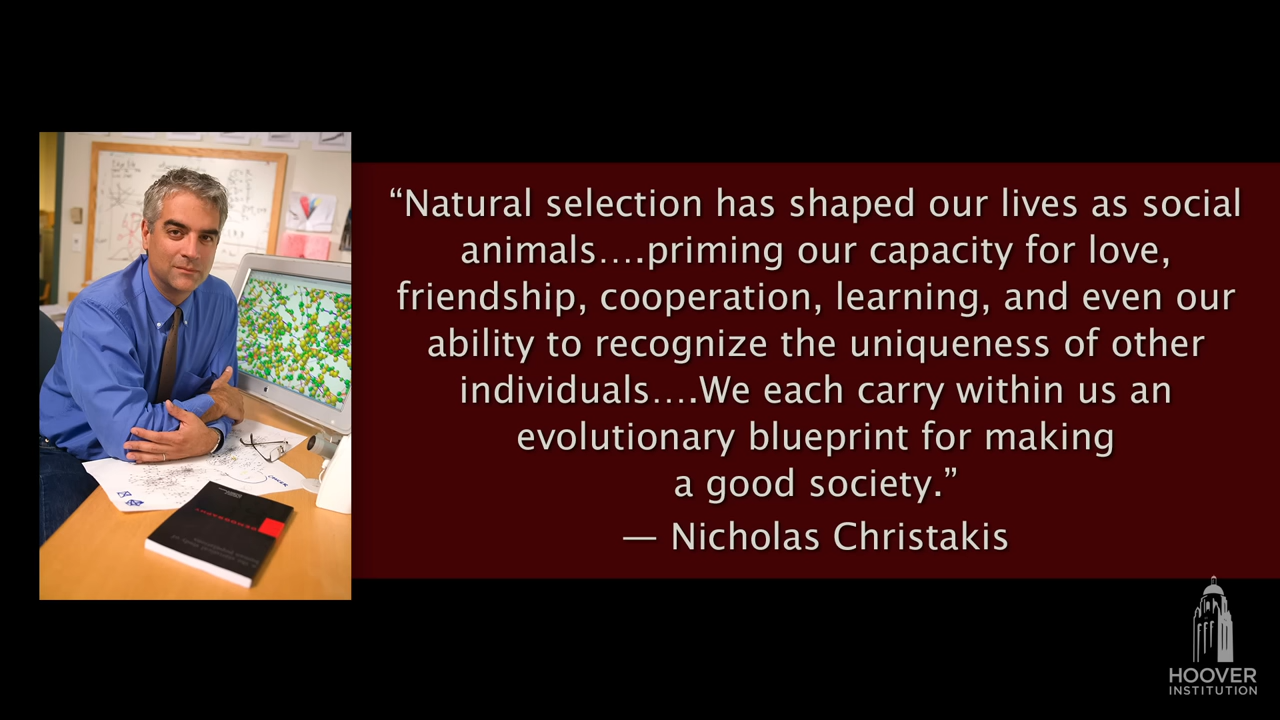 “Natural selection has shaped our lives as social
animals….priming our capacity for love,
friendship, cooperation, learning, and even our
ability to recognize the uniqueness of other
individuals….We each carry within us an
evolutionary blueprint for making
a good society.”
— Nicholas Christakis
DEMOGRAPHY
HOOVER
INSTITUTION